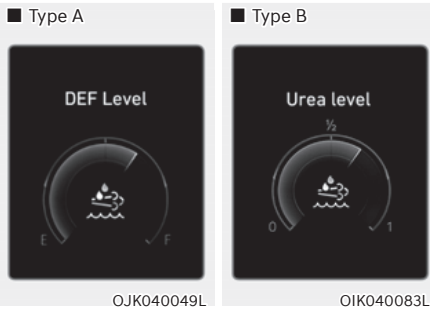 ■ Type A
DEF Level
E
F
OJK040049L
■ Type B
Urea level
½
0
1
OIK040083L